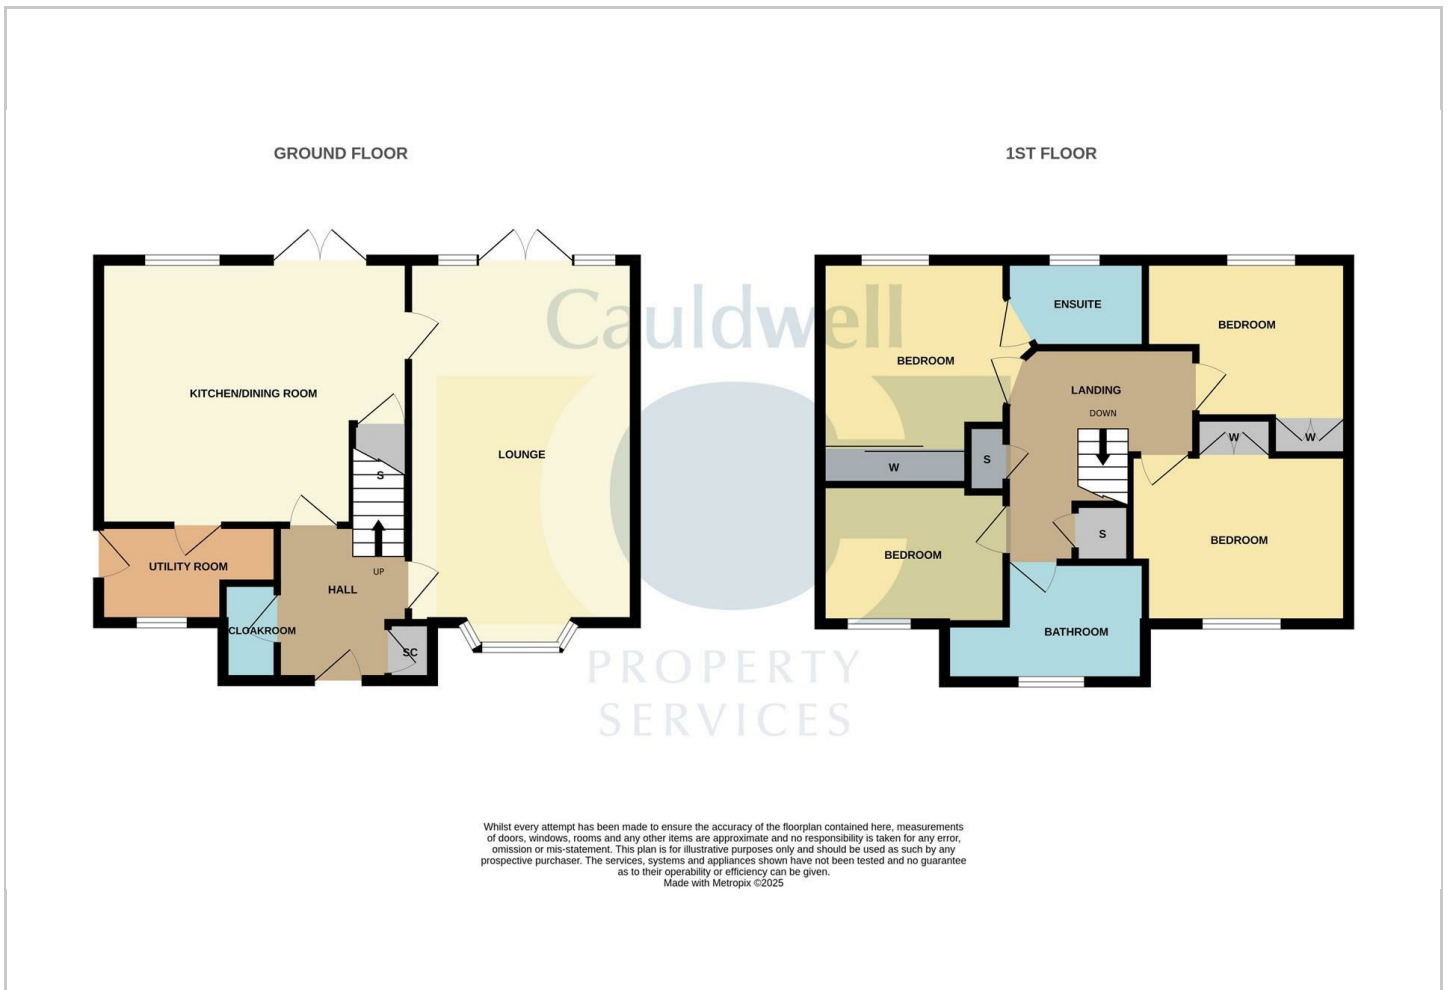 GROUND FLOOR
1ST FLOOR
Cauldwell
PROPERTY
SERVICES
KITCHEN/DINING ROOM
LOUNGE
S
UTILITY ROOM
UP
HALL
CLOAKROOM
SC
ENSUITE
BEDROOM
BEDROOM
LANDING
DOWN
W
W
W
S
S
BEDROOM
BEDROOM
BATHROOM
Whilst every attempt has been made to ensure the accuracy of the floorplan contained here, measurements
of doors, windows, rooms and any other items are approximate and no responsibility is taken for any error,
omission or mis-statement. This plan is for illustrative purposes only and should be used as such by any
prospective purchaser. The services, systems and appliances shown have not been tested and no guarantee
as to their operability or efficiency can be given.
Made with Metropix ©2025